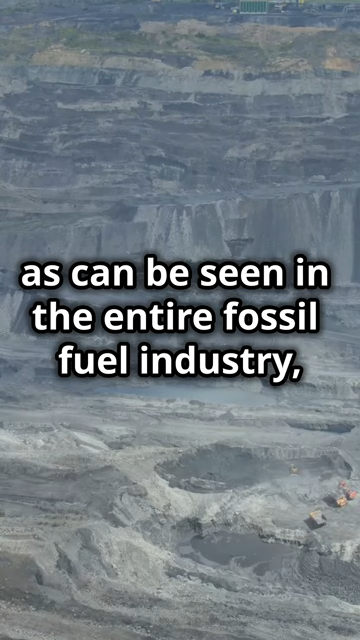 as can be seen in
the entire fossil
fuel industry,